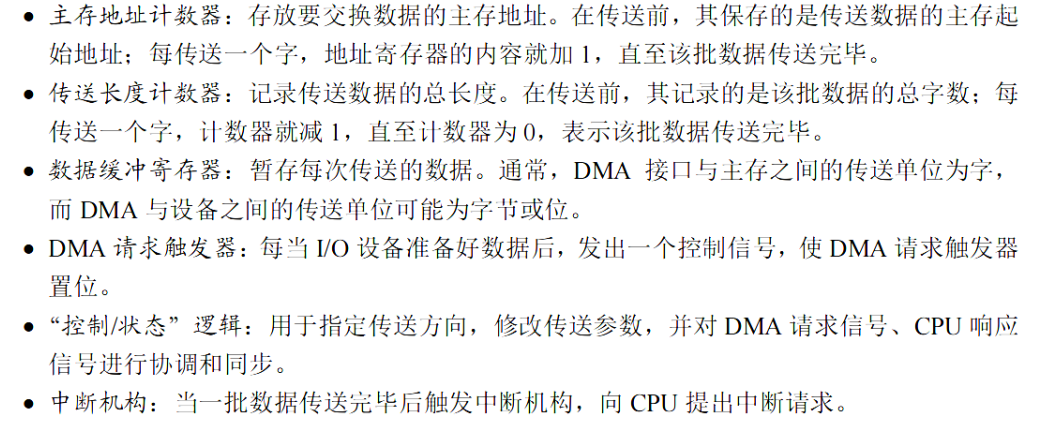 ● 主存地址计数器：存放要交换数据的主存地址。在传送前，其保存的是传送数据的主存起
始地址；每传送一个字，地址寄存器的内容就加 1，直至该批数据传送完毕。
● 传送长度计数器：记录传送数据的总长度。在传送前，其记录的是该批数据的总字数；每
传送一个字，计数器就减 1，直至计数器为 0，表示该批数据传送完毕。
● 数据缓冲寄存器：暂存每次传送的数据。通常，DMA 接口与主存之间的传送单位为字，
而 DMA 与设备之间的传送单位可能为字节或位。
● DMA 请求触发器：每当 I/O 设备准备好数据后，发出一个控制信号，使 DMA 请求触发器
置位。
● “控制/状态”逻辑：用于指定传送方向，修改传送参数，并对 DMA 请求信号、CPU 响应
信号进行协调和同步。
● 中断机构：当一批数据传送完毕后触发中断机构，向 CPU 提出中断请求。